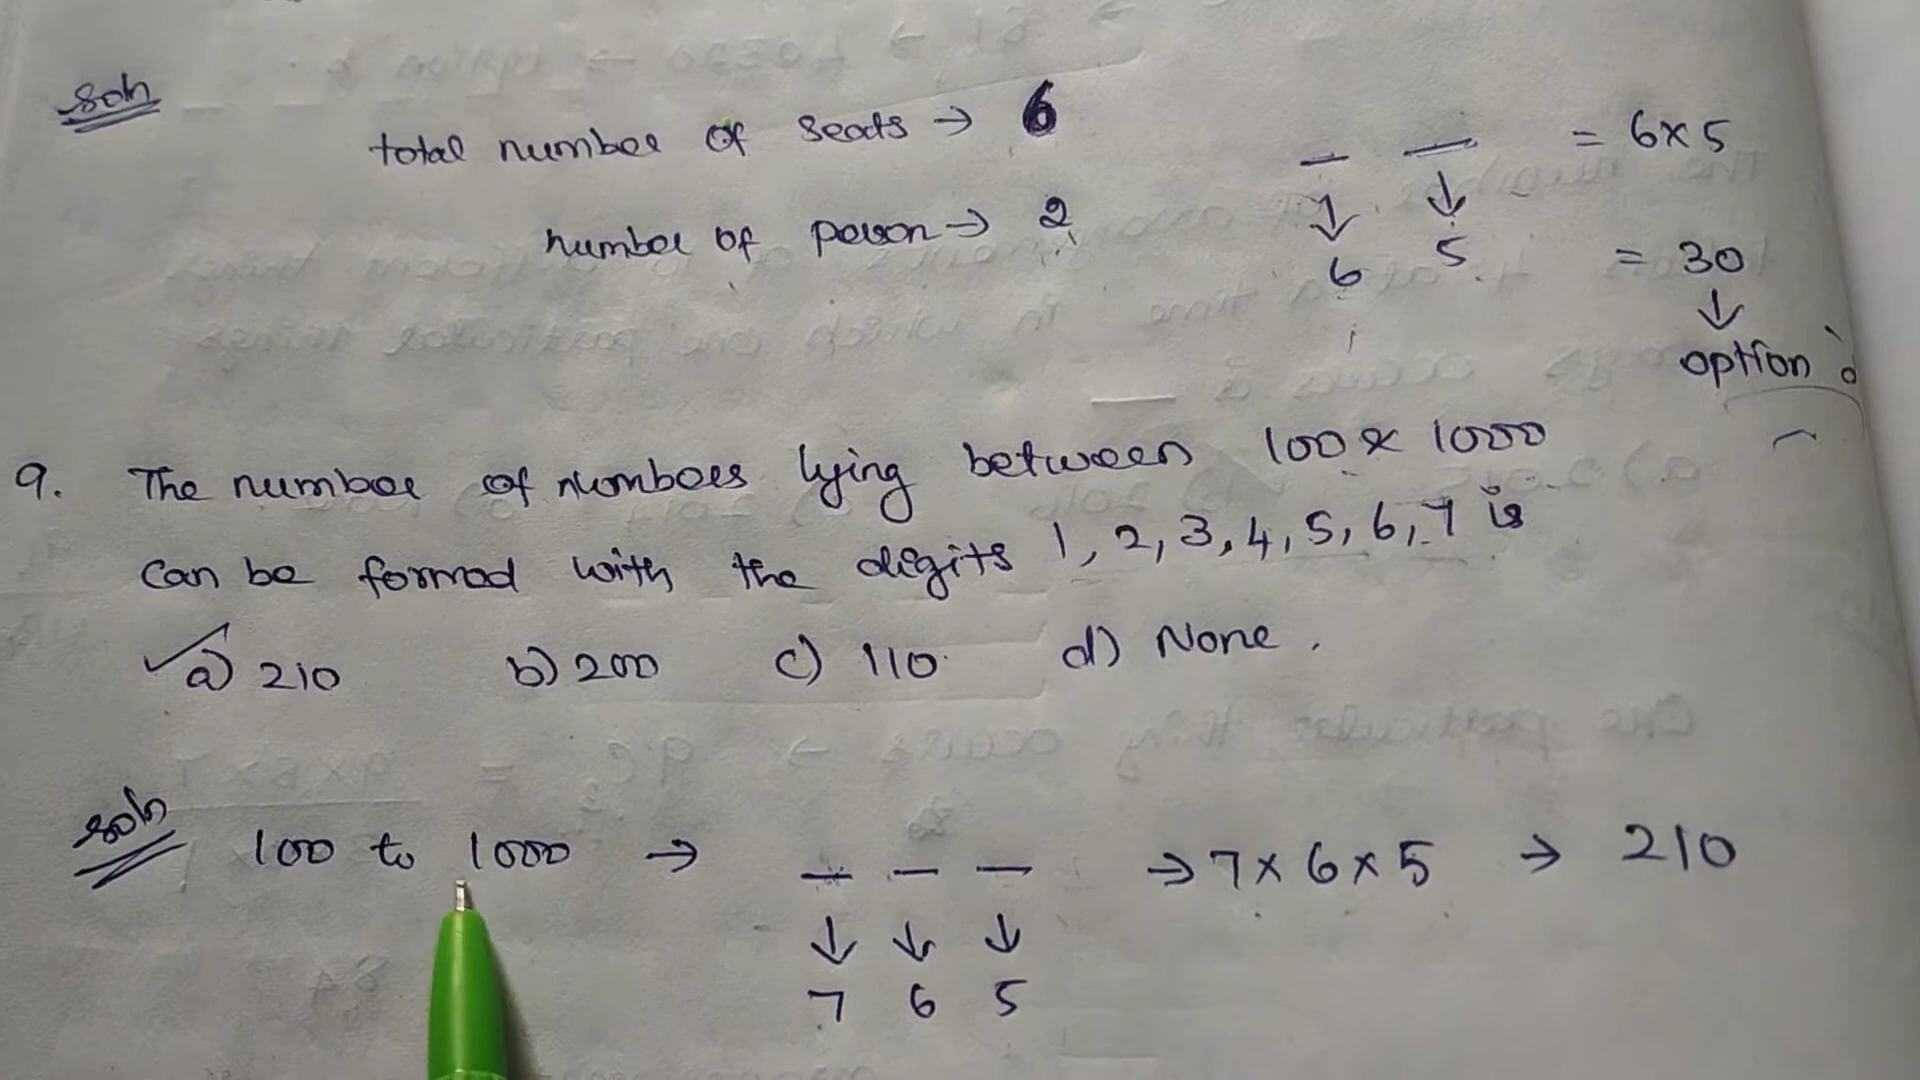 Soln
total number of seats → 6
number of person → 2
_ _ = 6×5
↓ ↓
6 5 = 30
↓
option
9. The number of numbers lying between 100 & 1000
can be formed with the digits 1, 2, 3, 4, 5, 6, 7 is
✓a) 210 b) 200 c) 110 d) None.
soln 100 to 1000 → _ _ _ → 7×6×5 → 210
↓ ↓ ↓
7 6 5